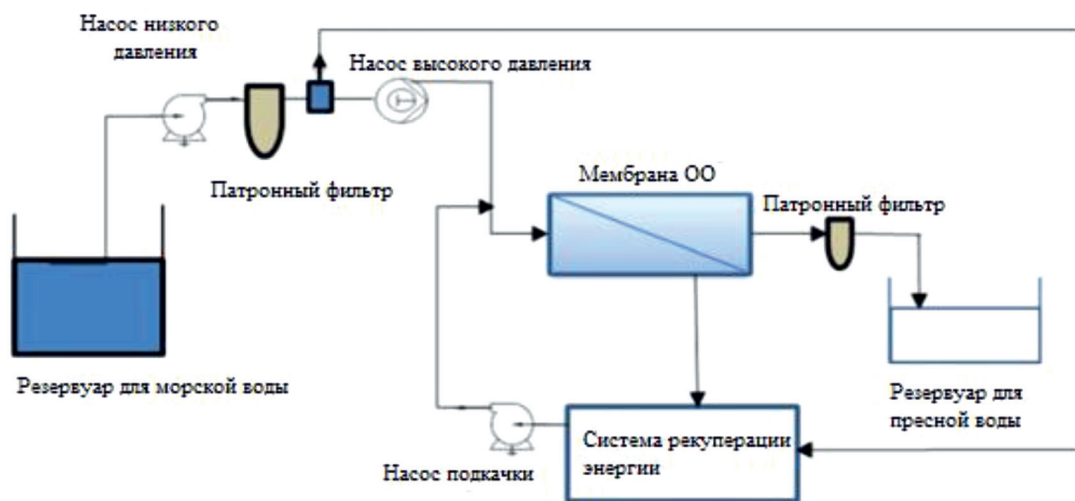 Насос низкого
давления
Насос высокого давления
Патронный фильтр
Мембрана ОО
Патронный фильтр
Резервуар для морской воды
Резервуар для
пресной воды
Система рекуперации
энергии
Насос подкачки